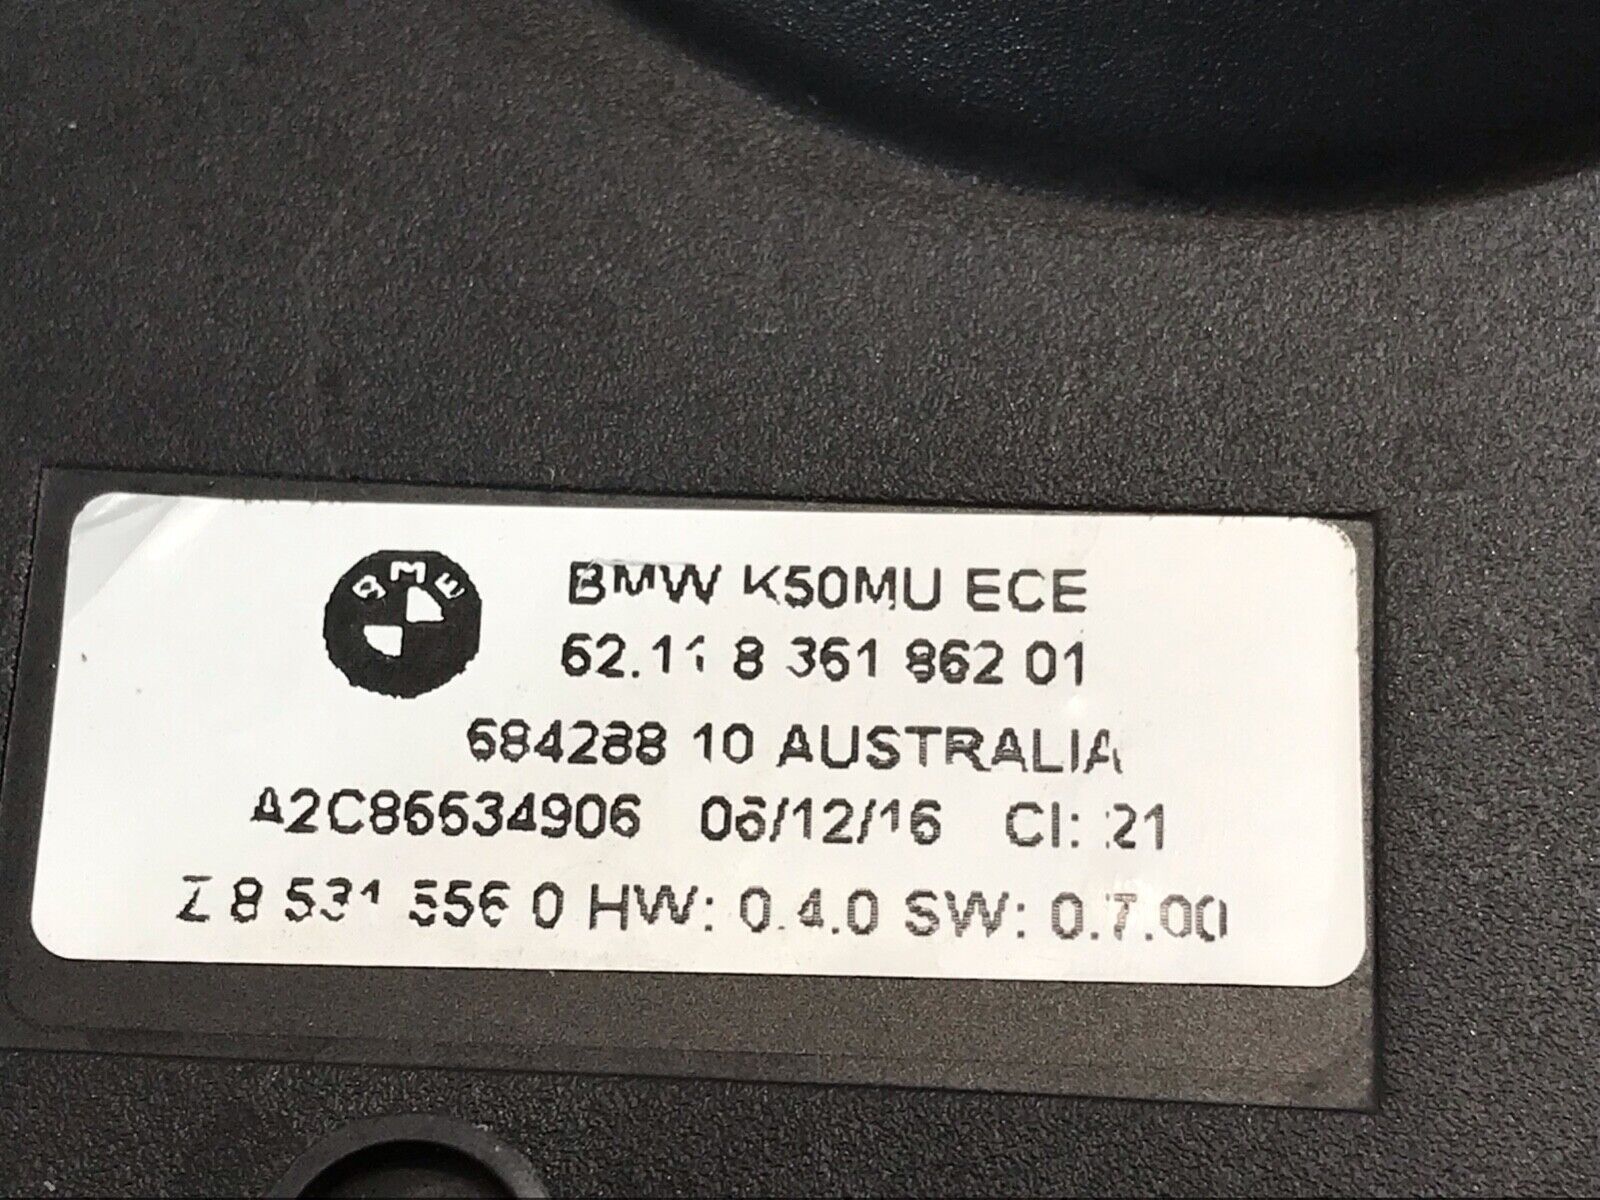 BMW
BMW K50MU ECE
62.11 8 361 862 01
684288 10 AUSTRALIA
A2C86634906 06/12/16 CI: 21
Z 8 531 556 0 HW: 0.4.0 SW: 0.7.00